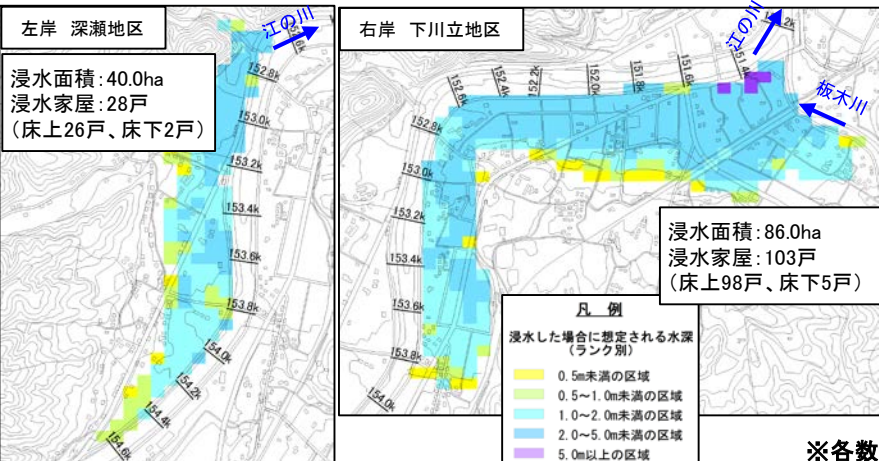 左岸 深瀬地区
江の川
浸水面積:40.0ha
浸水家屋:28戸
(床上26戸、床下2戸)
152.8k
153.0k
153.2k
153.4k
153.6k
153.8k
154.0k
154.2k
154.4k
154.6k
右岸 下川立地区
江の川
板木川
151.4k
151.6k
151.8k
152.0k
152.2k
152.4k
152.6k
152.8k
153.0k
153.2k
153.4k
153.6k
153.8k
154.0k
浸水面積:86.0ha
浸水家屋:103戸
(床上98戸、床下5戸)
凡 例
浸水した場合に想定される水深
(ランク別)
0.5m未満の区域
0.5~1.0m未満の区域
1.0~2.0m未満の区域
2.0~5.0m未満の区域
5.0m以上の区域
※各数